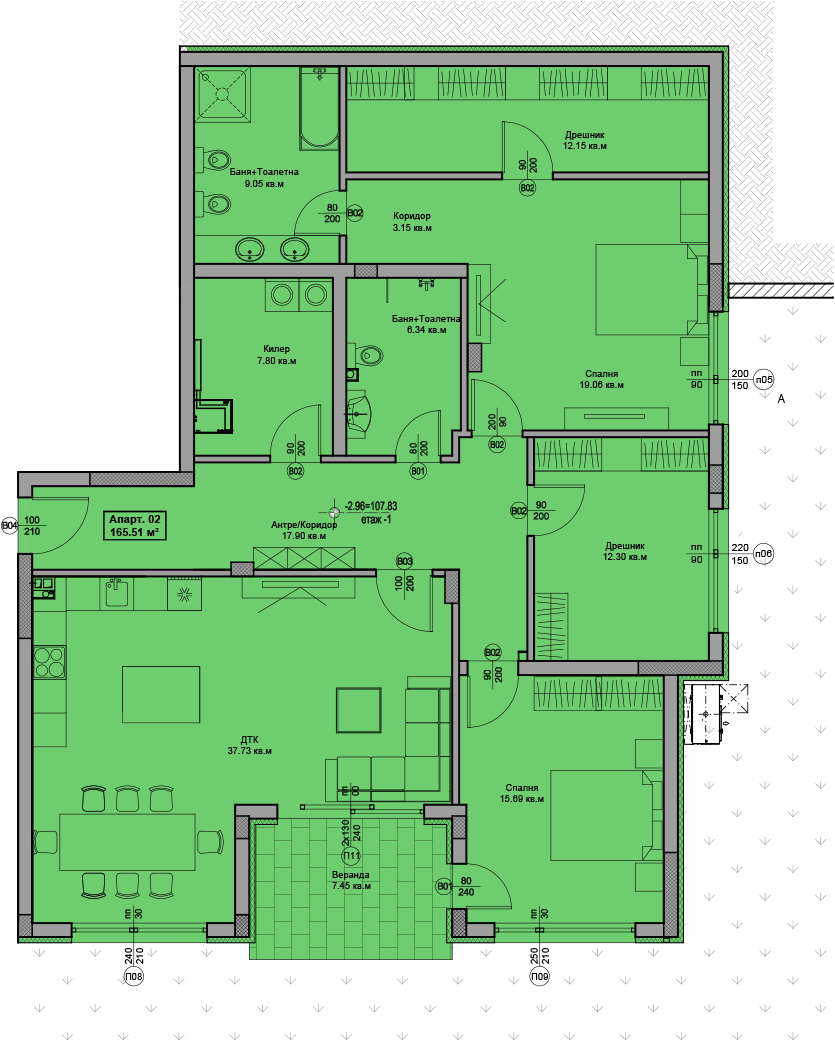 Дрешник
12.15 кв.м
90
200
B02
Баня+Тоалетна
9.05 кв.м
80
200
B02
Коридор
3.15 кв.м
Баня+Тоалетна
6.34 кв.м
Килер
7.80 кв.м
Спалня
19.06 кв.м
пп
90
200
150
п05
A
200
90
B02
90
200
B02
80
200
B01
B04
100
210
Апарт. 02
165.51 м²
-2.96=107.83
етаж -1
Антре/Коридор
17.90 кв.м
B02
90
200
Дрешник
12.30 кв.м
пп
90
220
150
п06
B03
100
200
B02
90
200
ДТК
37.73 кв.м
Спалня
15.69 кв.м
пп
00
2x130
240
П11
Веранда
7.45 кв.м
B01
80
240
пп
30
240
210
П08
пп
30
250
210
П09